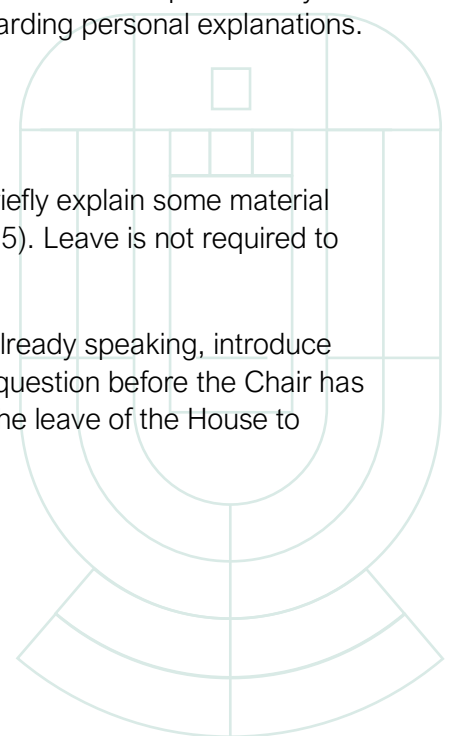 arding personal explanations.
iefly explain some material
5). Leave is not required to
lready speaking, introduce
question before the Chair has
ne leave of the House to